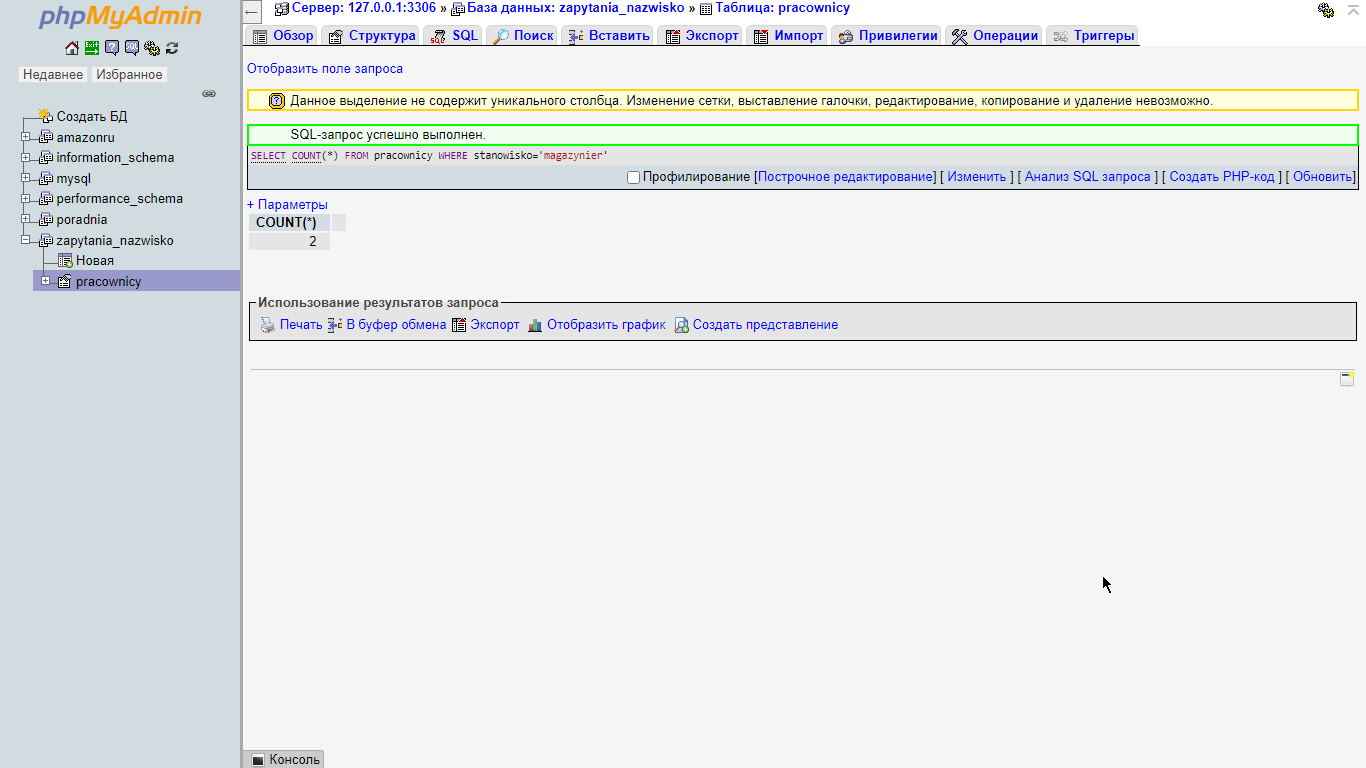 phpMyAdmin
Недавнее Избранное
Создать БД
amazonru
information_schema
mysql
performance_schema
poradnia
zapytania_nazwisko
Новая
pracownicy
Сервер: 127.0.0.1:3306 » База данных: zapytania_nazwisko » Таблица: pracownicy
Обзор Структура SQL Поиск Вставить Экспорт Импорт Привилегии Операции Триггеры
Отобразить поле запроса
Данное выделение не содержит уникального столбца. Изменение сетки, выставление галочки, редактирование, копирование и удаление невозможно.
SQL-запрос успешно выполнен.
SELECT COUNT(*) FROM pracownicy WHERE stanowisko='magazynier'
Профилирование [Построчное редактирование] [ Изменить ] [ Анализ SQL запроса ] [ Создать PHP-код ] [ Обновить]
+ Параметры
COUNT(*)
2
Использование результатов запроса
Печать В буфер обмена Экспорт Отобразить график Создать представление
Консоль